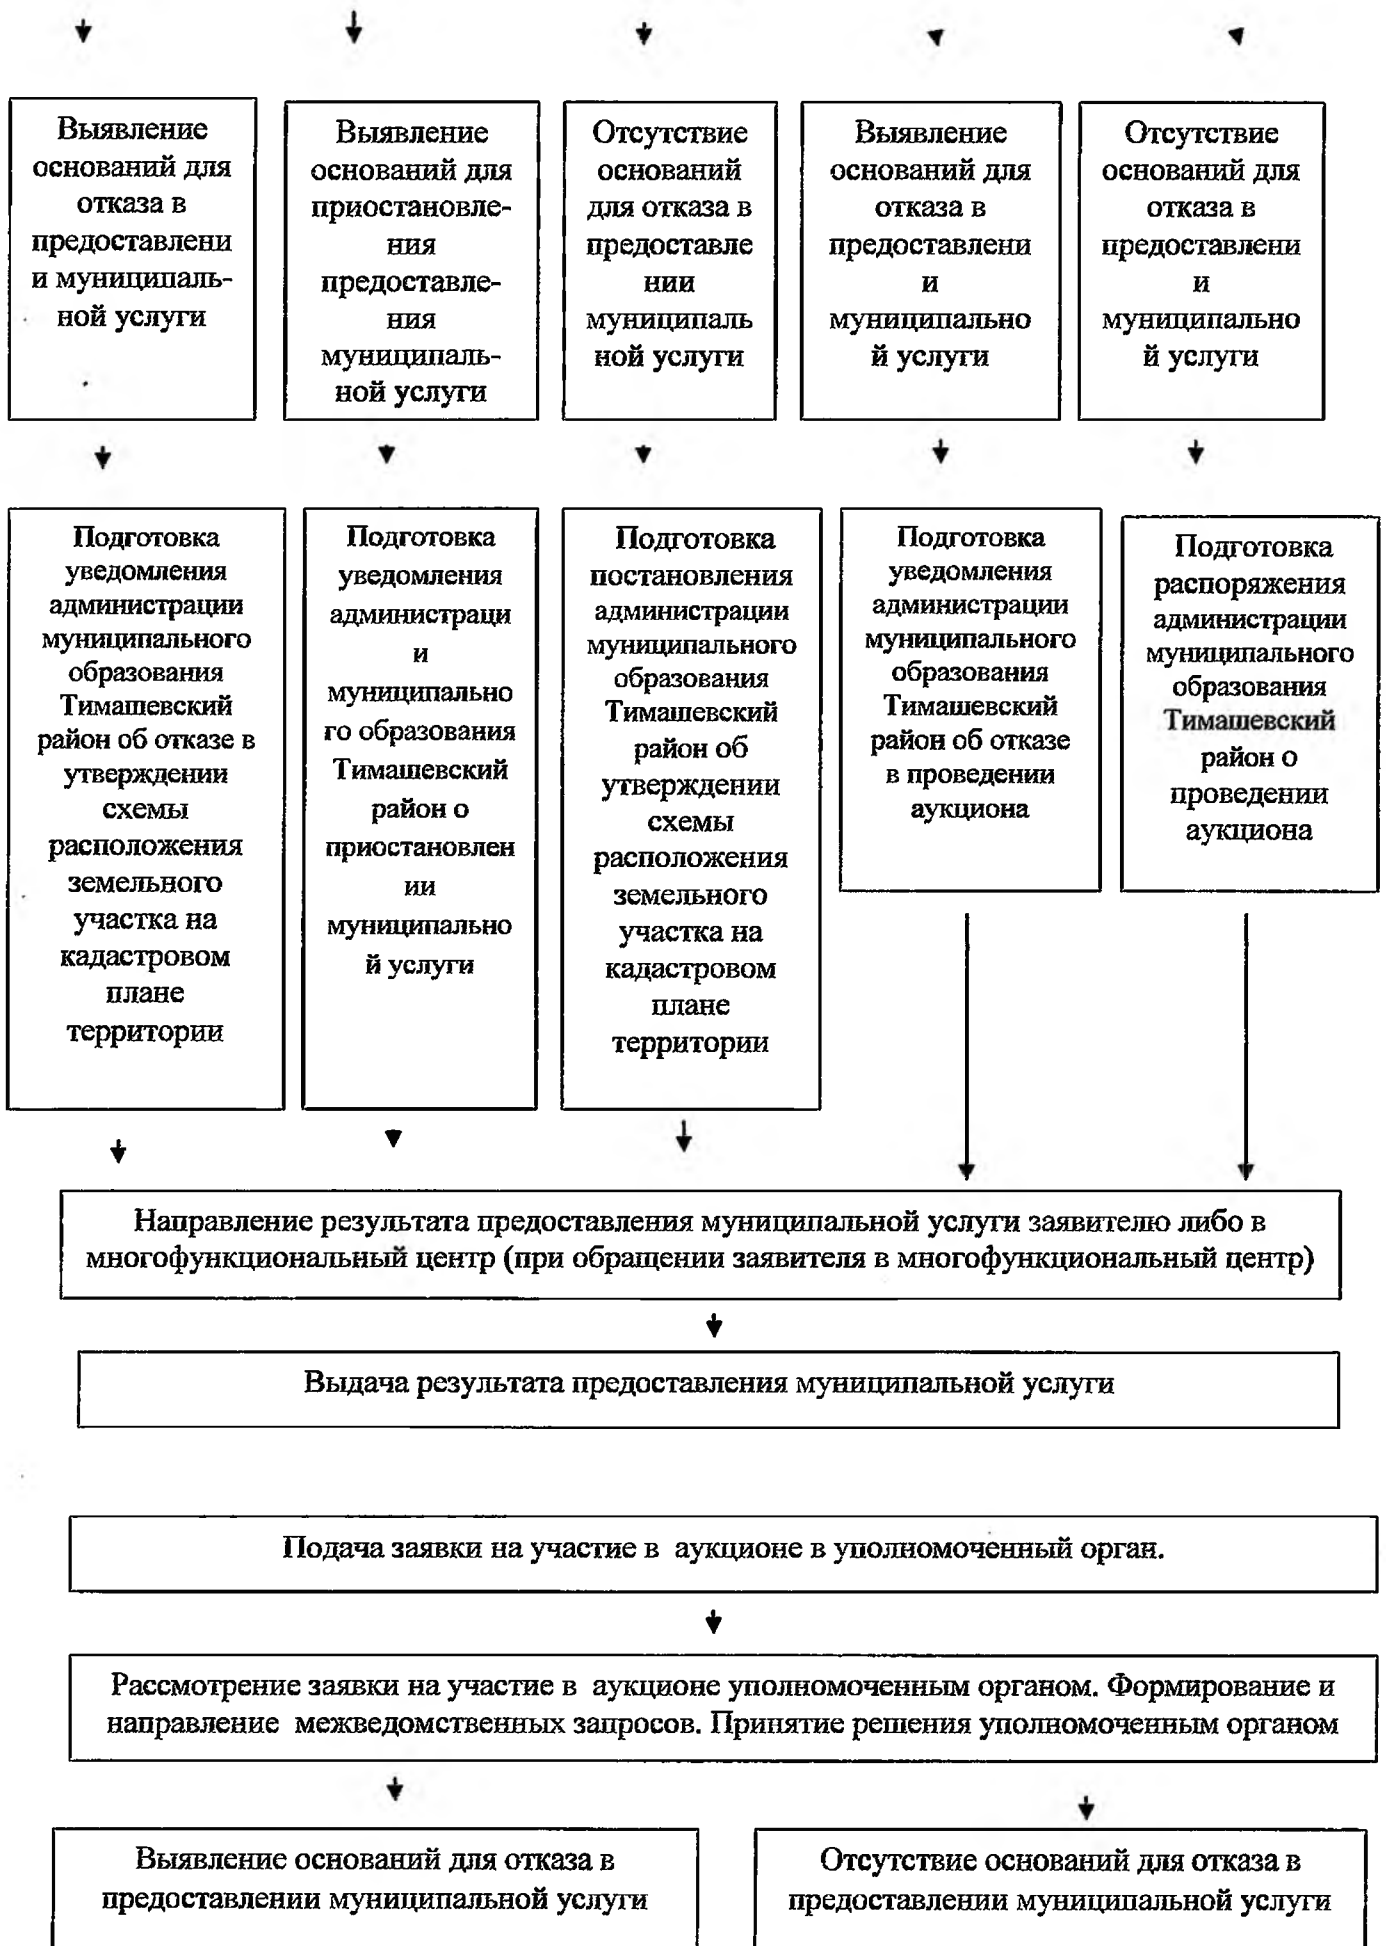 Выявление
оснований для
отказа в
предоставлени
и муниципаль-
ной услуги
Выявление
оснований для
приостановле-
ния
предоставле-
ния
муниципаль-
ной услуги
Отсутствие
оснований
для отказа в
предоставле
нии
муниципаль
ной услуги
Выявление
оснований для
отказа в
предоставлени
и
муниципально
й услуги
Отсутствие
оснований для
отказа в
предоставлени
и
муниципально
й услуги
Подготовка
уведомления
администрации
муниципального
образования
Тимашевский
район об отказе в
утверждении
схемы
расположения
земельного
участка на
кадастровом
плане
территории
Подготовка
уведомления
администраци
и
муниципально
го образования
Тимашевский
район о
приостановлен
ии
муниципально
й услуги
Подготовка
постановления
администрации
муниципального
образования
Тимашевский
район об
утверждении
схемы
расположения
земельного
участка на
кадастровом
плане
территории
Подготовка
уведомления
администрации
муниципального
образования
Тимашевский
район об отказе
в проведении
аукциона
Подготовка
распоряжения
администрации
муниципального
образования
Тимашевский
район о
проведении
аукциона
Направление результата предоставления муниципальной услуги заявителю либо в
многофункциональный центр (при обращении заявителя в многофункциональный центр)
Выдача результата предоставления муниципальной услуги
Подача заявки на участие в аукционе в уполномоченный орган.
Рассмотрение заявки на участие в аукционе уполномоченным органом. Формирование и
направление межведомственных запросов. Принятие решения уполномоченным органом
Выявление оснований для отказа в
предоставлении муниципальной услуги
Отсутствие оснований для отказа в
предоставлении муниципальной услуги